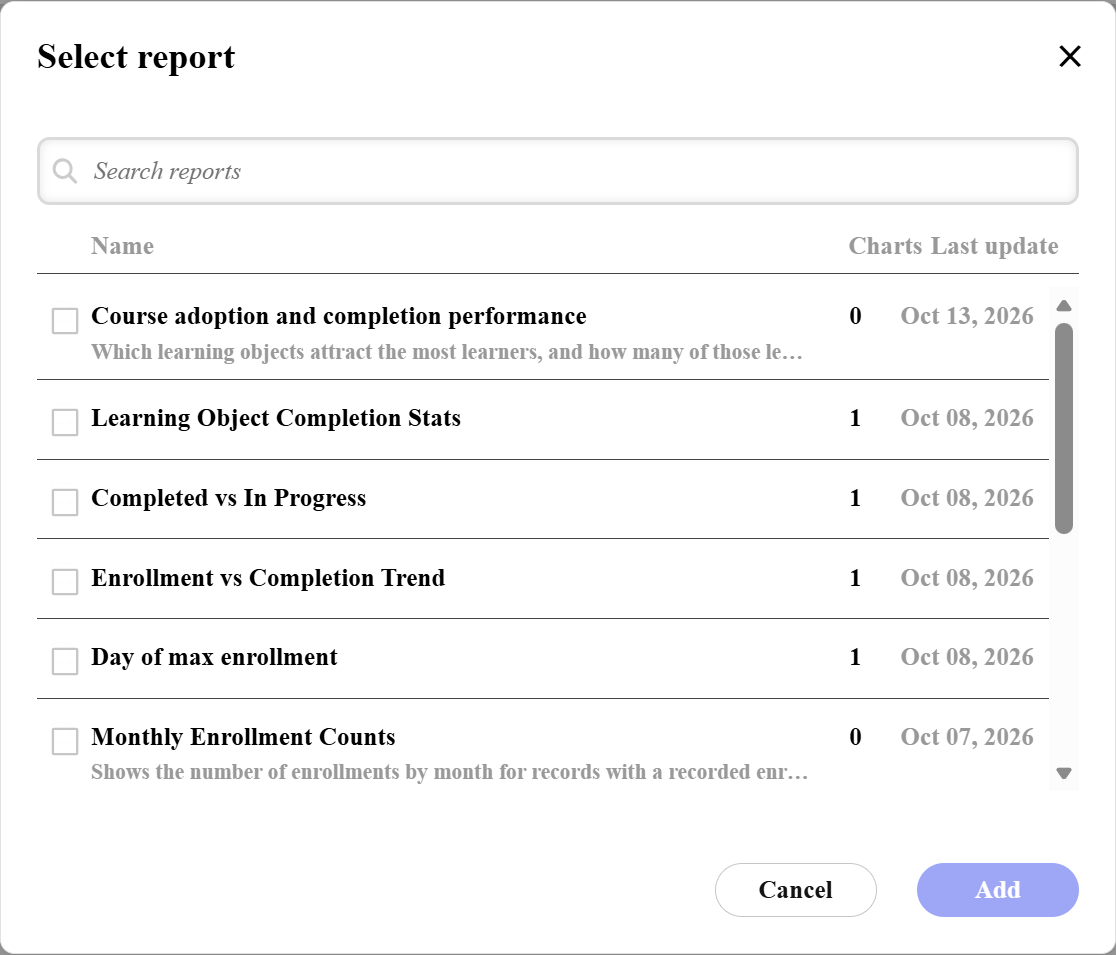 Select report
Search reports
Name Charts Last update
Course adoption and completion performance 0 Oct 13, 2026
Which learning objects attract the most learners, and how many of those le…
Learning Object Completion Stats 1 Oct 08, 2026
Completed vs In Progress 1 Oct 08, 2026
Enrollment vs Completion Trend 1 Oct 08, 2026
Day of max enrollment 1 Oct 08, 2026
Monthly Enrollment Counts 0 Oct 07, 2026
Shows the number of enrollments by month for records with a recorded enr…
Cancel Add